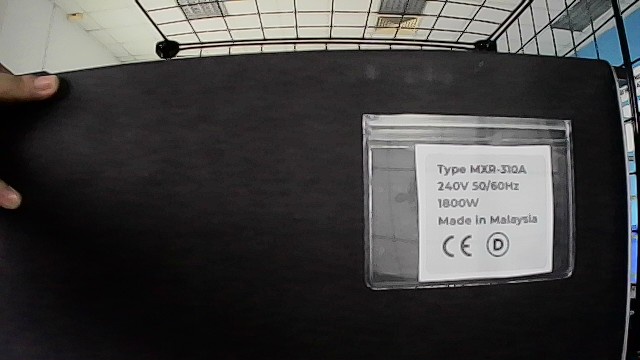 Type MXR-310A
240V 50/60Hz
1800W
Made in Malaysia
CE D